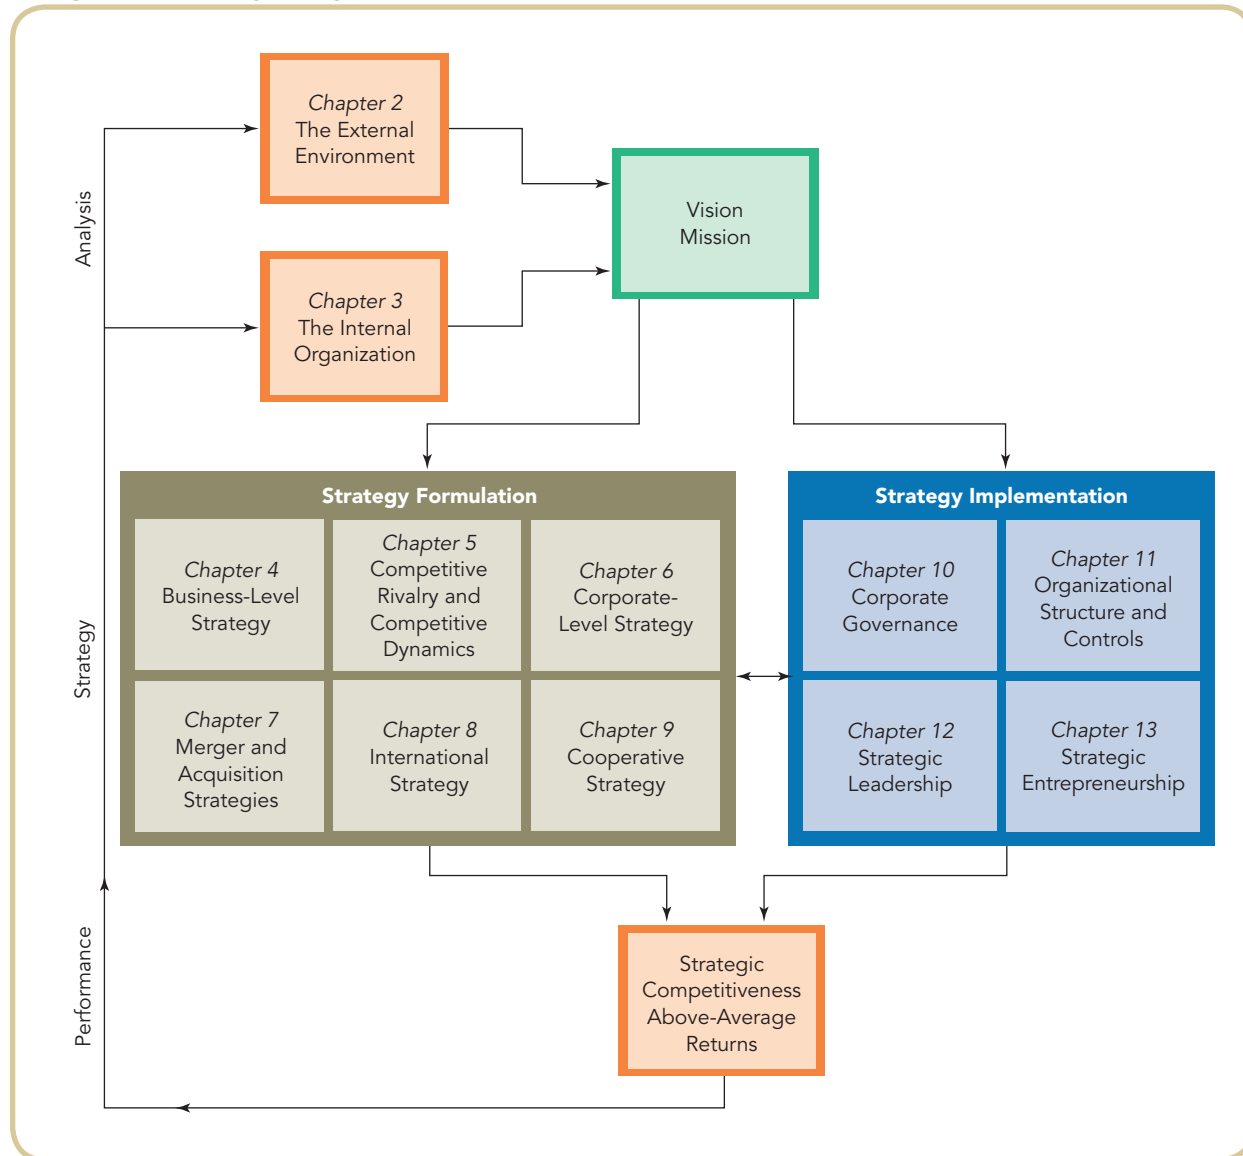 Chapter 2
The External
Environment
Vision
Mission
Analysis
Chapter 3
The Internal
Organization
Strategy Formulation
Chapter 4
Business-Level
Strategy
Chapter 5
Competitive
Rivalry and
Competitive
Dynamics
Chapter 6
Corporate-
Level Strategy
Chapter 7
Merger and
Acquisition
Strategies
Chapter 8
International
Strategy
Chapter 9
Cooperative
Strategy
Strategy Implementation
Chapter 10
Corporate
Governance
Chapter 11
Organizational
Structure and
Controls
Chapter 12
Strategic
Leadership
Chapter 13
Strategic
Entrepreneurship
Strategy
Performance
Strategic
Competitiveness
Above-Average
Returns